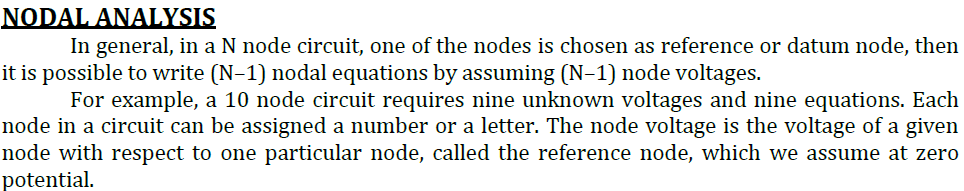 NODAL ANALYSIS
In general, in a N node circuit, one of the nodes is chosen as reference or datum node, then
it is possible to write (N–1) nodal equations by assuming (N–1) node voltages.
For example, a 10 node circuit requires nine unknown voltages and nine equations. Each
node in a circuit can be assigned a number or a letter. The node voltage is the voltage of a given
node with respect to one particular node, called the reference node, which we assume at zero
potential.